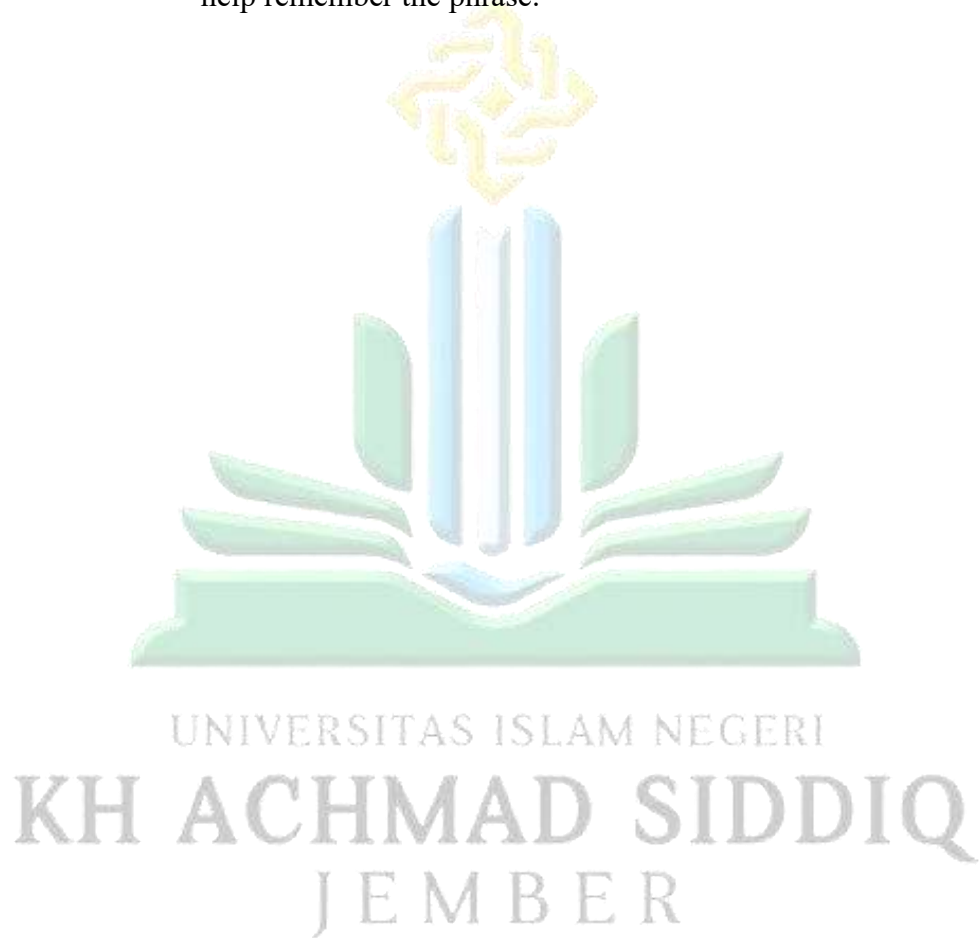 help remember the phrase.
UNIVERSITAS ISLAM NEGERI
KH ACHMAD SIDDIQ
JEMBER